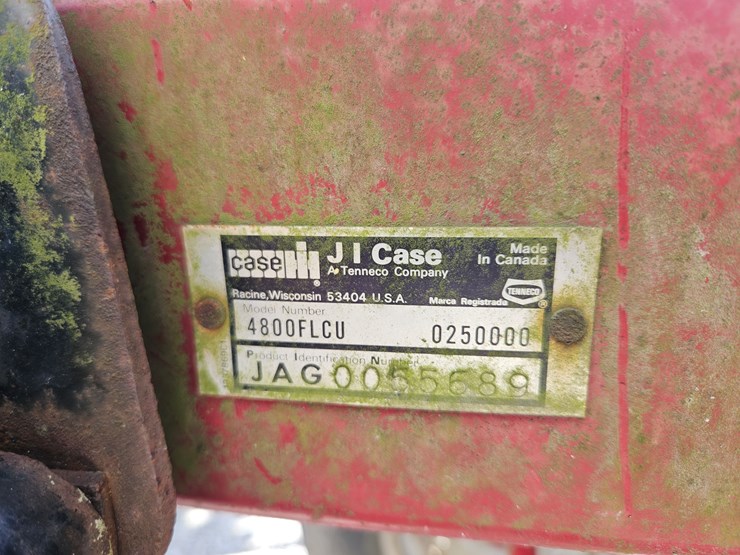 case IH
®
J I Case
A Tenneco Company
Made
In Canada
Racine, Wisconsin 53404 U.S.A.
Marca Registrada
TENNECO
®
Model Number
4800FLCU 0250000
Product Identification Number
JAG0055689